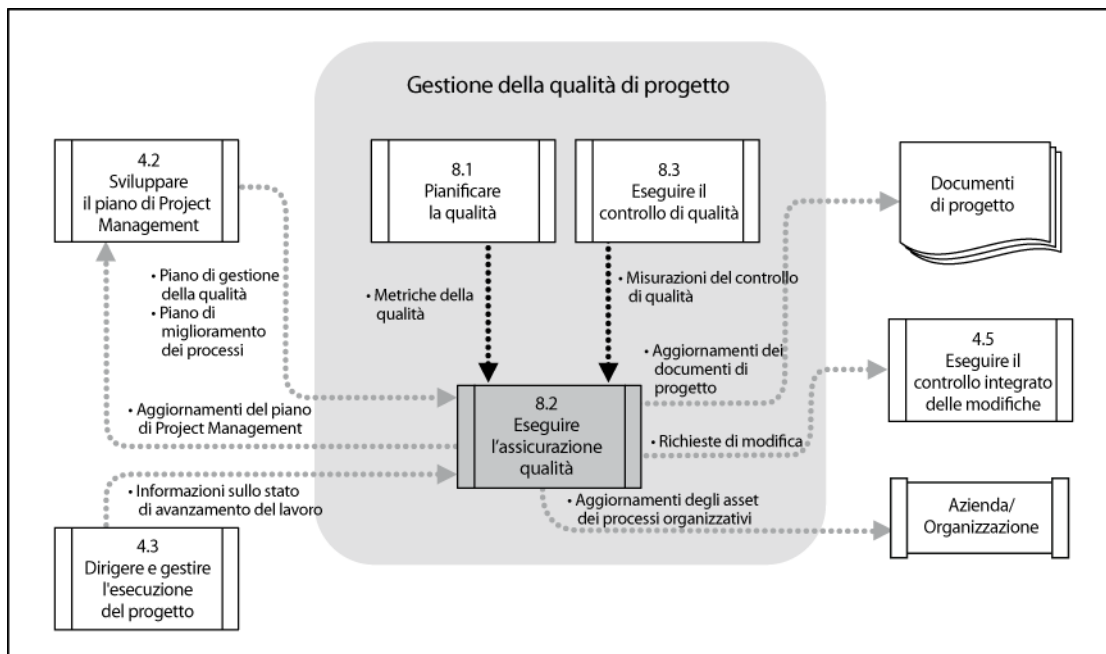 Gestione della qualità di progetto
4.2
Sviluppare
il piano di Project
Management
8.1
Pianificare
la qualità
8.3
Eseguire il
controllo di qualità
Documenti
di progetto
• Piano di gestione
della qualità
• Piano di
miglioramento
dei processi
• Metriche della
qualità
• Misurazioni del controllo
di qualità
4.5
Eseguire il
controllo integrato
delle modifiche
• Aggiornamenti dei
documenti di
progetto
8.2
Eseguire
l’assicurazione
qualità
• Aggiornamenti del piano
di Project Management
• Richieste di modifica
• Informazioni sullo stato
di avanzamento del lavoro
• Aggiornamenti degli asset
dei processi organizzativi
Azienda/
Organizzazione
4.3
Dirigere e gestire
l'esecuzione
del progetto